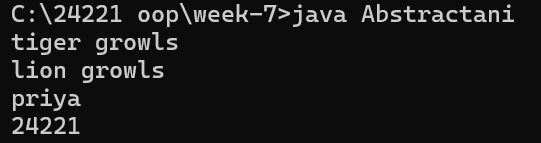 C:\24221 oop\week-7>java Abstractani
tiger growls
lion growls
priya
24221